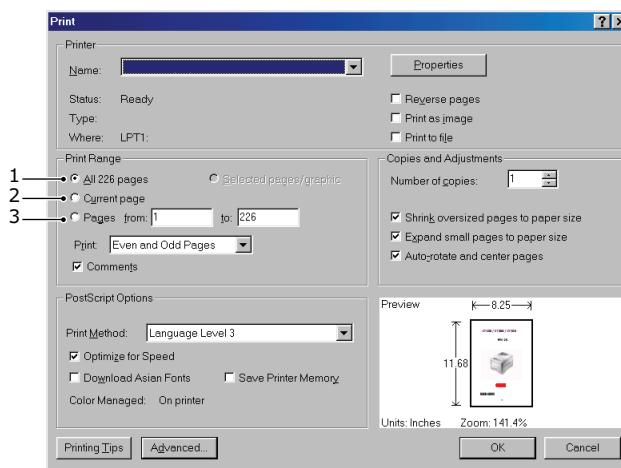 Print
Printer
Name:
Properties
Status: Ready
Reverse pages
Type:
Print as image
Where: LPT1:
Print to file
Print Range
Copies and Adjustments
1
All 226 pages
Selected pages/graphic
Number of copies: 1
2
Current page
3
Pages from: 1 to: 226
Shrink oversized pages to paper size
Print: Even and Odd Pages
Expand small pages to paper size
Comments
Auto-rotate and center pages
PostScript Options
Preview
8.25
Print Method: Language Level 3
Optimize for Speed
11.68
Download Asian Fonts
Save Printer Memory
Color Managed: On printer
Units: Inches Zoom: 141.4%
Printing Tips
Advanced...
OK
Cancel